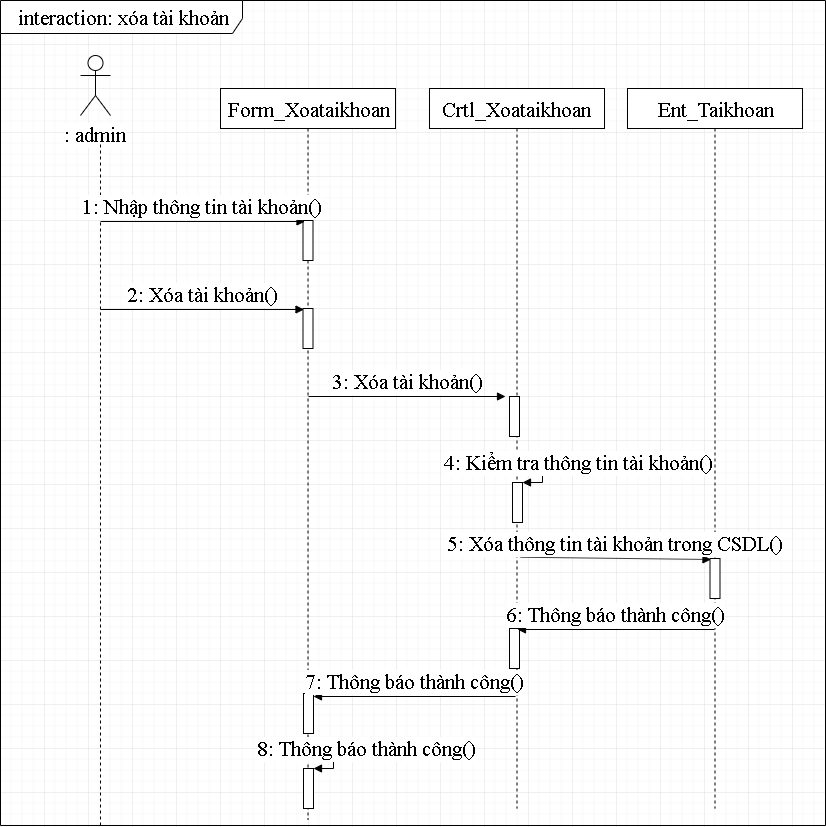 interaction: xóa tài khoản
: admin
Form_Xoataikhoan
Crtl_Xoataikhoan
Ent_Taikhoan
1: Nhập thông tin tài khoản()
2: Xóa tài khoản()
3: Xóa tài khoản()
4: Kiểm tra thông tin tài khoản()
5: Xóa thông tin tài khoản trong CSDL()
6: Thông báo thành công()
7: Thông báo thành công()
8: Thông báo thành công()